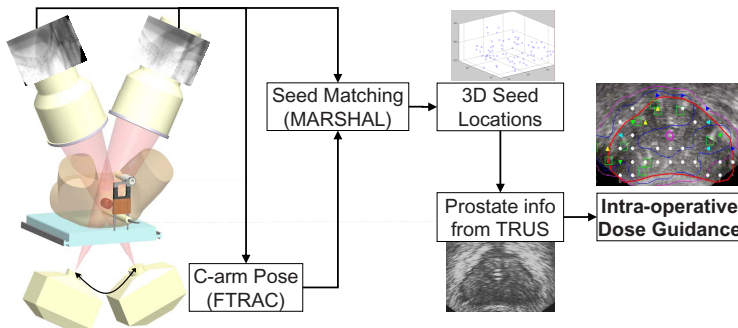 Seed Matching
(MARSHAL)
3D Seed
Locations
Prostate info
from TRUS
Intra-operative
Dose Guidance
C-arm Pose
(FTRAC)